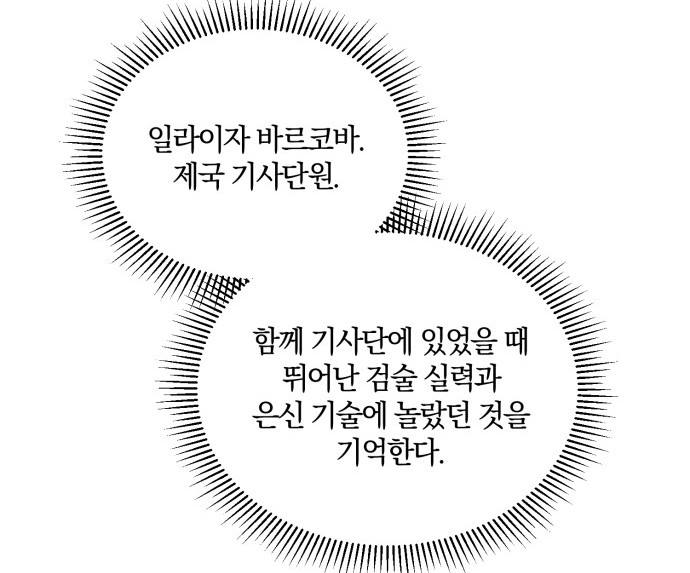 일라이자 바르코바.
제국 기사단원.
함께 기사단에 있었을 때
뛰어난 검술 실력과
은신 기술에 놀랐던 것을
기억한다.